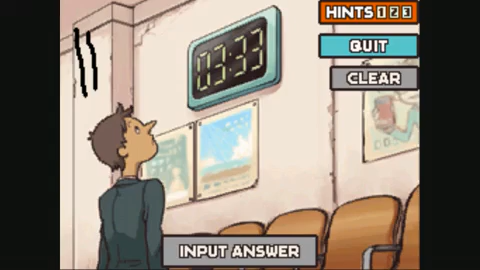 HINTS 1 2 3
QUIT
CLEAR
03:33
INPUT ANSWER